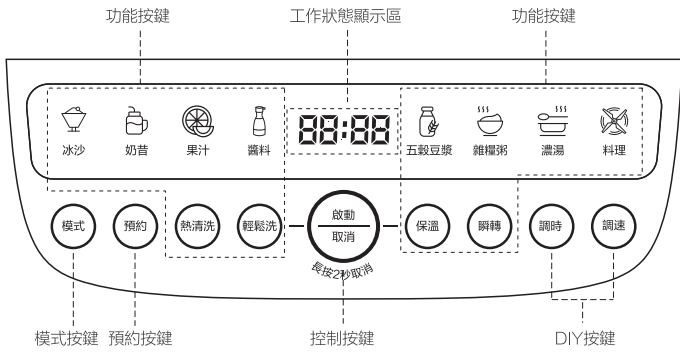 功能按鍵 工作狀態顯示區 功能按鍵
88:88
冰沙 奶昔 果汁 醬料 五穀豆漿 雜糧粥 濃湯 料理
模式 預約 熱清洗 輕鬆洗 啟動 保溫 瞬轉 調時 調速
取消
長按2秒取消
模式按鍵 預約按鍵 控制按鍵 DIY按鍵